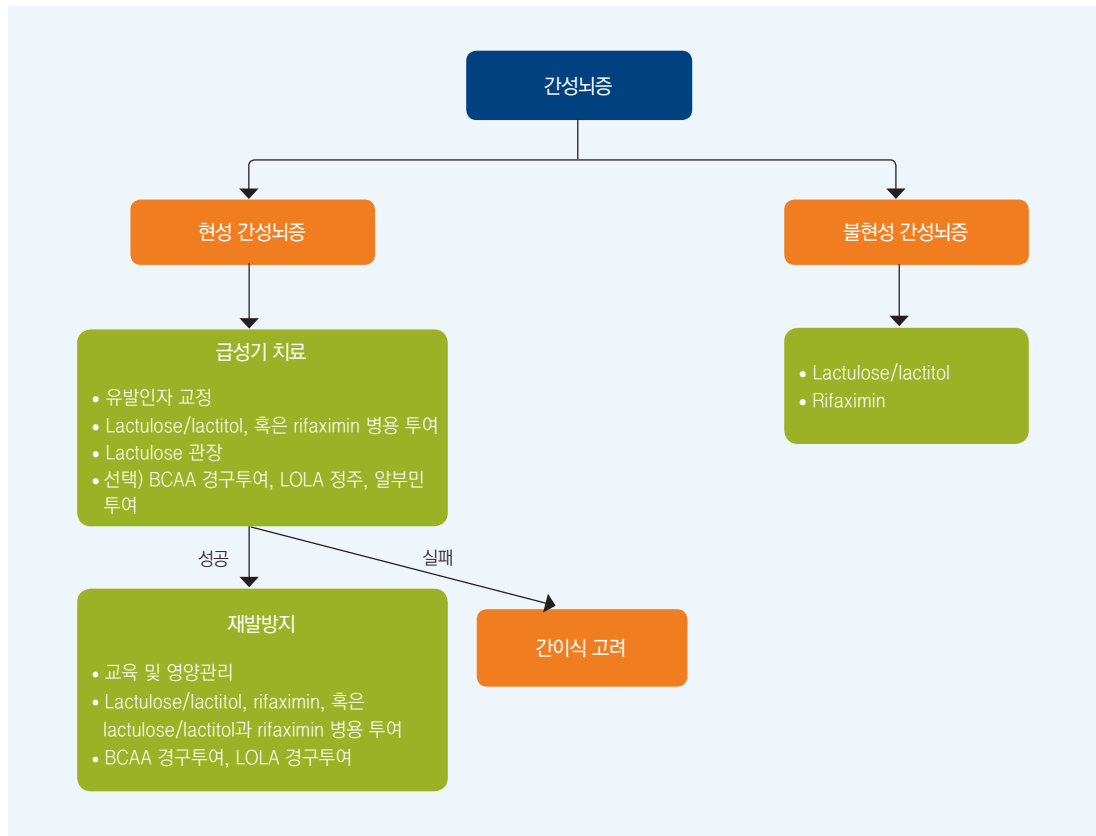 간성뇌증
현성 간성뇌증
불현성 간성뇌증
급성기 치료
• 유발인자 교정
• Lactulose/lactitol, 혹은 rifaximin 병용 투여
• Lactulose 관장
• 선택) BCAA 경구투여, LOLA 정주, 알부민
투여
• Lactulose/lactitol
• Rifaximin
성공
실패
재발방지
• 교육 및 영양관리
• Lactulose/lactitol, rifaximin, 혹은
lactulose/lactitol과 rifaximin 병용 투여
• BCAA 경구투여, LOLA 경구투여
간이식 고려